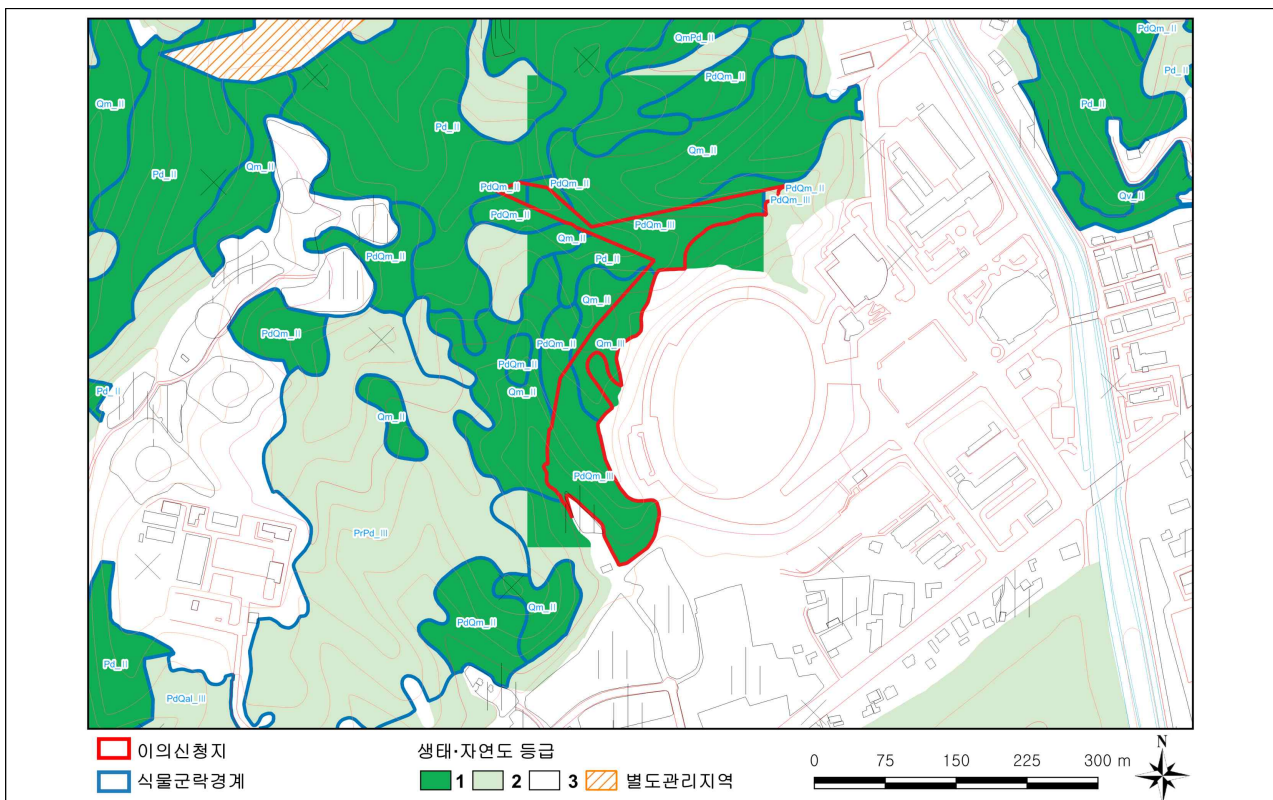 QmPd_II
PdQm_II
PdQm_II
Pd_II
Qm_II
Pd_II
Pd_II
Qm_II
Qm_II
Pd_II
PdQm_II
PdQm_II
PdQm_II
PdQm_III
Qv_II
PdQm_II
PdQm_III
Qm_II
PdQm_II
Pd_II
Qm_II
PdQm_II
PdQm_II
Qm_III
PdQm_II
Pd_II
Qm_II
Qm_II
PdQm_III
PrPd_III
Qm_II
PdQm_II
Pd_II
PdQal_III
이의신청지 생태·자연도 등급
식물군락경계 1 2 3 별도관리지역
0 75 150 225 300 m
N